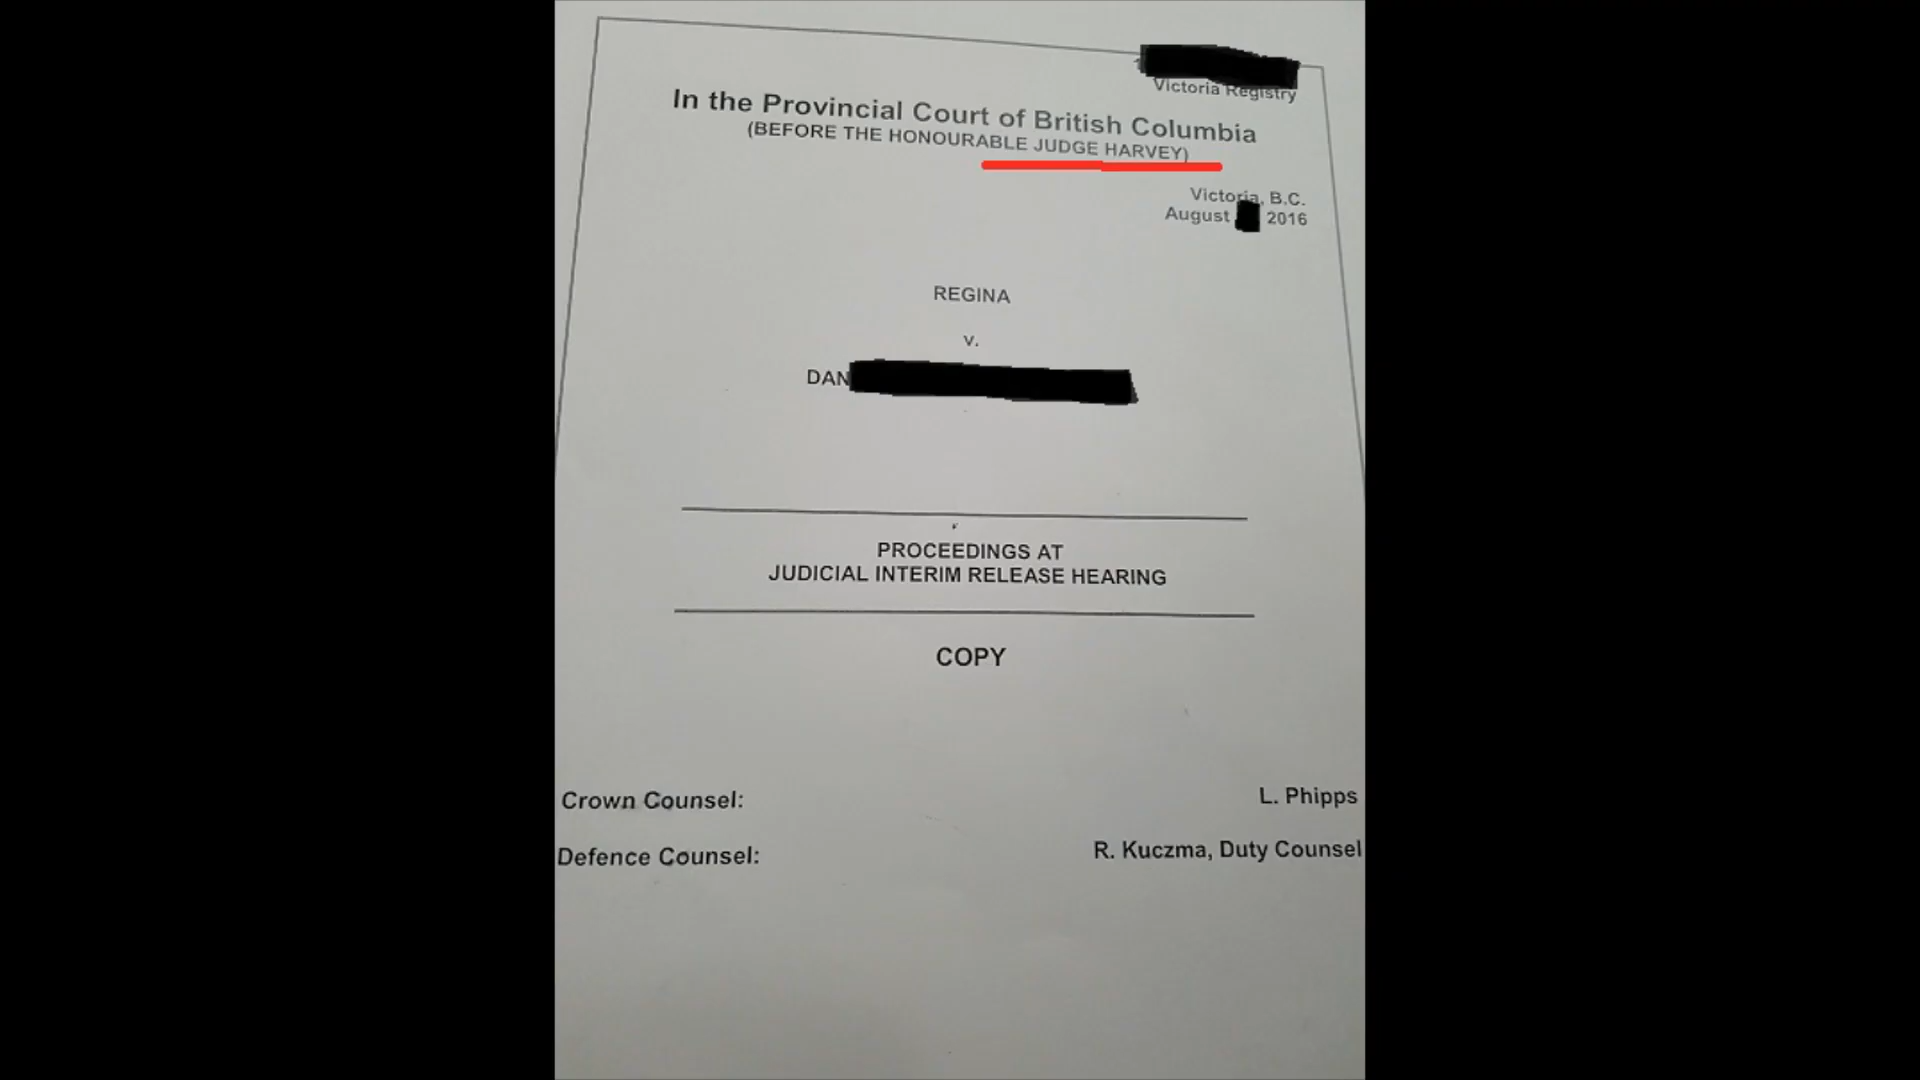 Victoria Registry
In the Provincial Court of British Columbia
(BEFORE THE HONOURABLE JUDGE HARVEY)
Victoria, B.C.
August 2016
REGINA
v.
DAN
PROCEEDINGS AT
JUDICIAL INTERIM RELEASE HEARING
COPY
Crown Counsel: L. Phipps
Defence Counsel: R. Kuczma, Duty Counsel